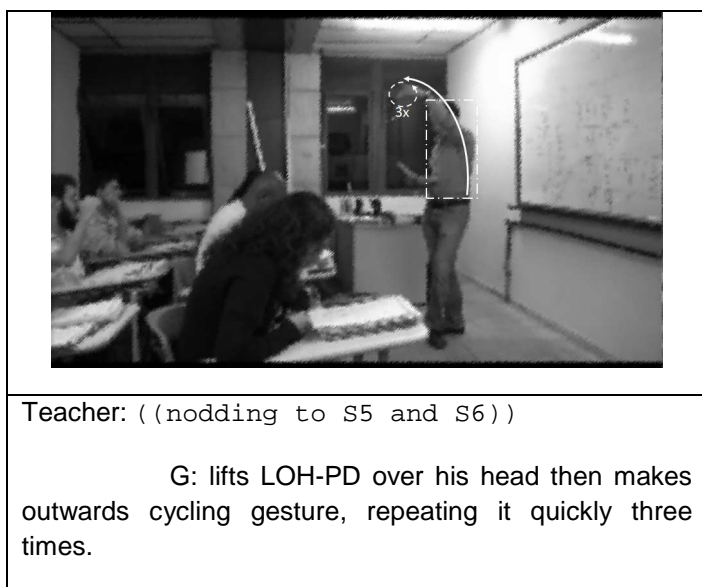 3x
Teacher: ((nodding to S5 and S6))
G: lifts LOH-PD over his head then makes
outwards cycling gesture, repeating it quickly three
times.